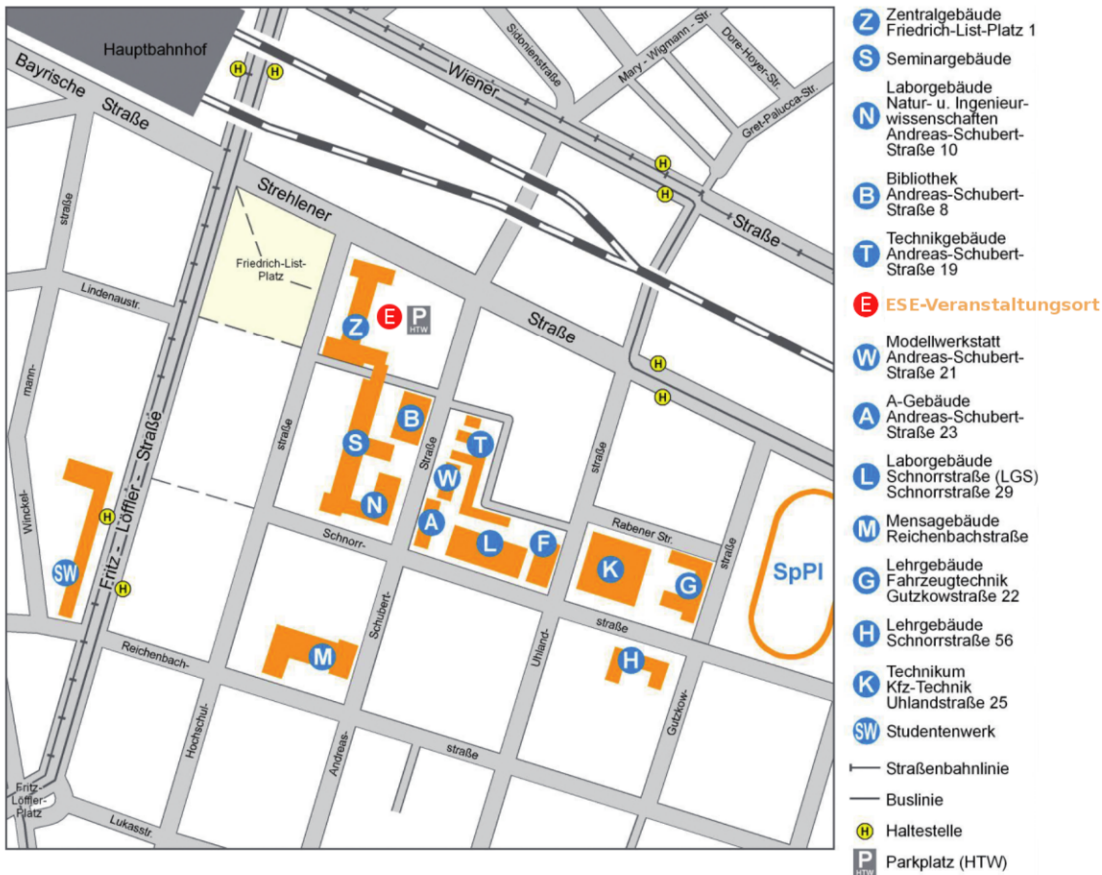 Hauptbahnhof
Bayrische
Straße
Wiener
Sidonienstraße
Mary - Wigmann - Str.
Dore-Hoyer-Str.
Gret-Palucca-Str.
H
H
H
H
Straße
Strehlener
straße
Friedrich-List-
Platz
Lindenaustr.
Straße
Z
E
P
HTW
H
H
mann-
Winckel-
straße
B
Straße
S
T
W
straße
N
A
H
SW
H
Fritz - Löffler - Straße
Schnorr-
L
F
Rabener Str.
K
G
straße
SpPl
straße
Schubert-
Uhland-
M
H
Reichenbach-
Hochschul-
Andreas-
straße
Gutzkow-
Fritz-
Löffler-
Platz
Lukasstr.
Z Zentralgebäude
Friedrich-List-Platz 1
S Seminargebäude
N Laborgebäude
Natur- u. Ingenieur-
wissenschaften
Andreas-Schubert-
Straße 10
B Bibliothek
Andreas-Schubert-
Straße 8
T Technikgebäude
Andreas-Schubert-
Straße 19
E ESE-Veranstaltungsort
W Modellwerkstatt
Andreas-Schubert-
Straße 21
A A-Gebäude
Andreas-Schubert-
Straße 23
L Laborgebäude
Schnorrstraße (LGS)
Schnorrstraße 29
M Mensagebäude
Reichenbachstraße
G Lehrgebäude
Fahrzeugtechnik
Gutzkowstraße 22
H Lehrgebäude
Schnorrstraße 56
K Technikum
Kfz-Technik
Uhlandstraße 25
SW Studentenwerk
Straßenbahnlinie
Buslinie
H Haltestelle
P Parkplatz (HTW)
HTW